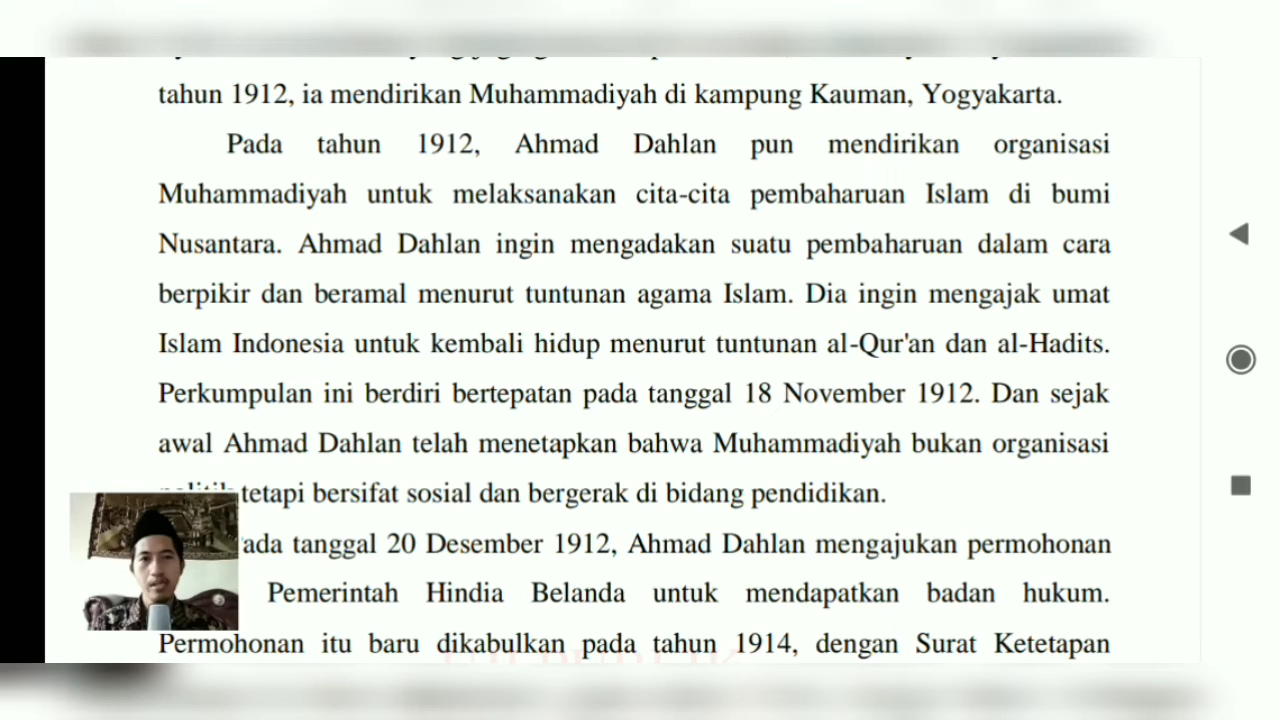 tahun 1912, ia mendirikan Muhammadiyah di kampung Kauman, Yogyakarta.
Pada tahun 1912, Ahmad Dahlan pun mendirikan organisasi
Muhammadiyah untuk melaksanakan cita-cita pembaharuan Islam di bumi
Nusantara. Ahmad Dahlan ingin mengadakan suatu pembaharuan dalam cara
berpikir dan beramal menurut tuntunan agama Islam. Dia ingin mengajak umat
Islam Indonesia untuk kembali hidup menurut tuntunan al-Qur'an dan al-Hadits.
Perkumpulan ini berdiri bertepatan pada tanggal 18 November 1912. Dan sejak
awal Ahmad Dahlan telah menetapkan bahwa Muhammadiyah bukan organisasi
tetapi bersifat sosial dan bergerak di bidang pendidikan.
ada tanggal 20 Desember 1912, Ahmad Dahlan mengajukan permohonan
Pemerintah Hindia Belanda untuk mendapatkan badan hukum.
Permohonan itu baru dikabulkan pada tahun 1914, dengan Surat Ketetapan